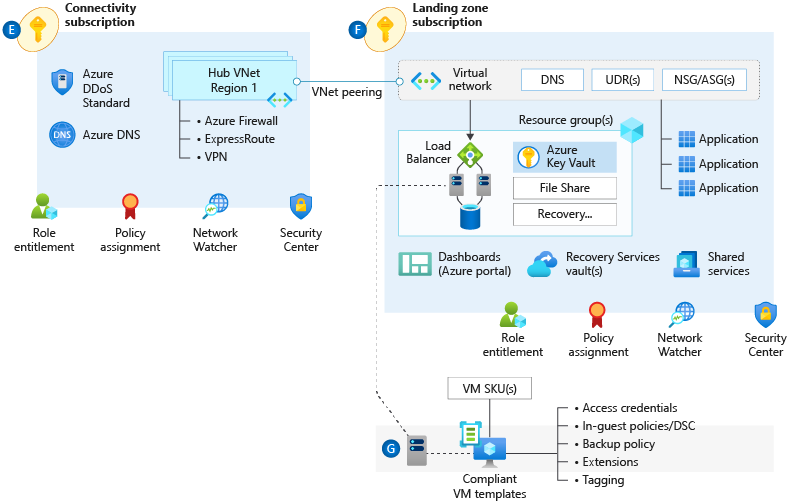 E
Connectivity
subscription
Azure
DDoS
Standard
DNS
Azure DNS
Hub VNet
Region 1
• Azure Firewall
• ExpressRoute
• VPN
VNet peering
Role
entitlement
Policy
assignment
Network
Watcher
Security
Center
F
Landing zone
subscription
Virtual
network
DNS
UDR(s)
NSG/ASG(s)
Resource group(s)
Load
Balancer
Azure
Key Vault
File Share
Recovery...
Application
Application
Application
Dashboards
(Azure portal)
Recovery Services
vault(s)
Shared
services
Role
entitlement
Policy
assignment
Network
Watcher
Security
Center
VM SKU(s)
G
Compliant
VM templates
• Access credentials
• In-guest policies/DSC
• Backup policy
• Extensions
• Tagging